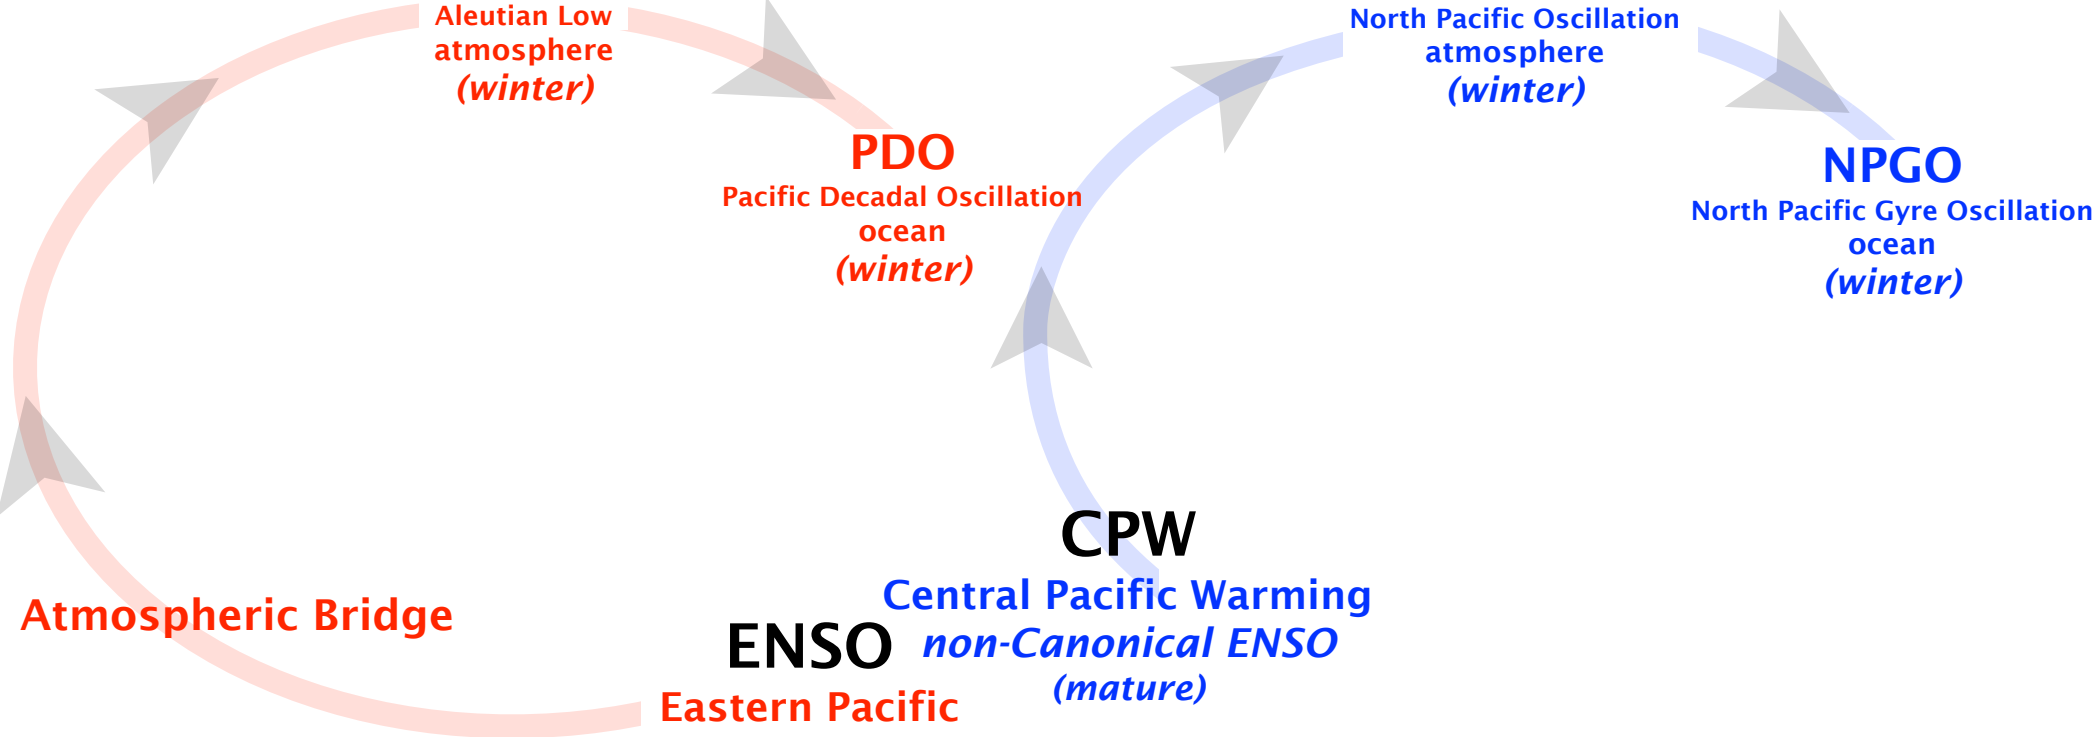 Aleutian Low
atmosphere
(winter)
PDO
Pacific Decadal Oscillation
ocean
(winter)
North Pacific Oscillation
atmosphere
(winter)
NPGO
North Pacific Gyre Oscillation
ocean
(winter)
Atmospheric Bridge
ENSO
Eastern Pacific
CPW
Central Pacific Warming
non-Canonical ENSO
(mature)